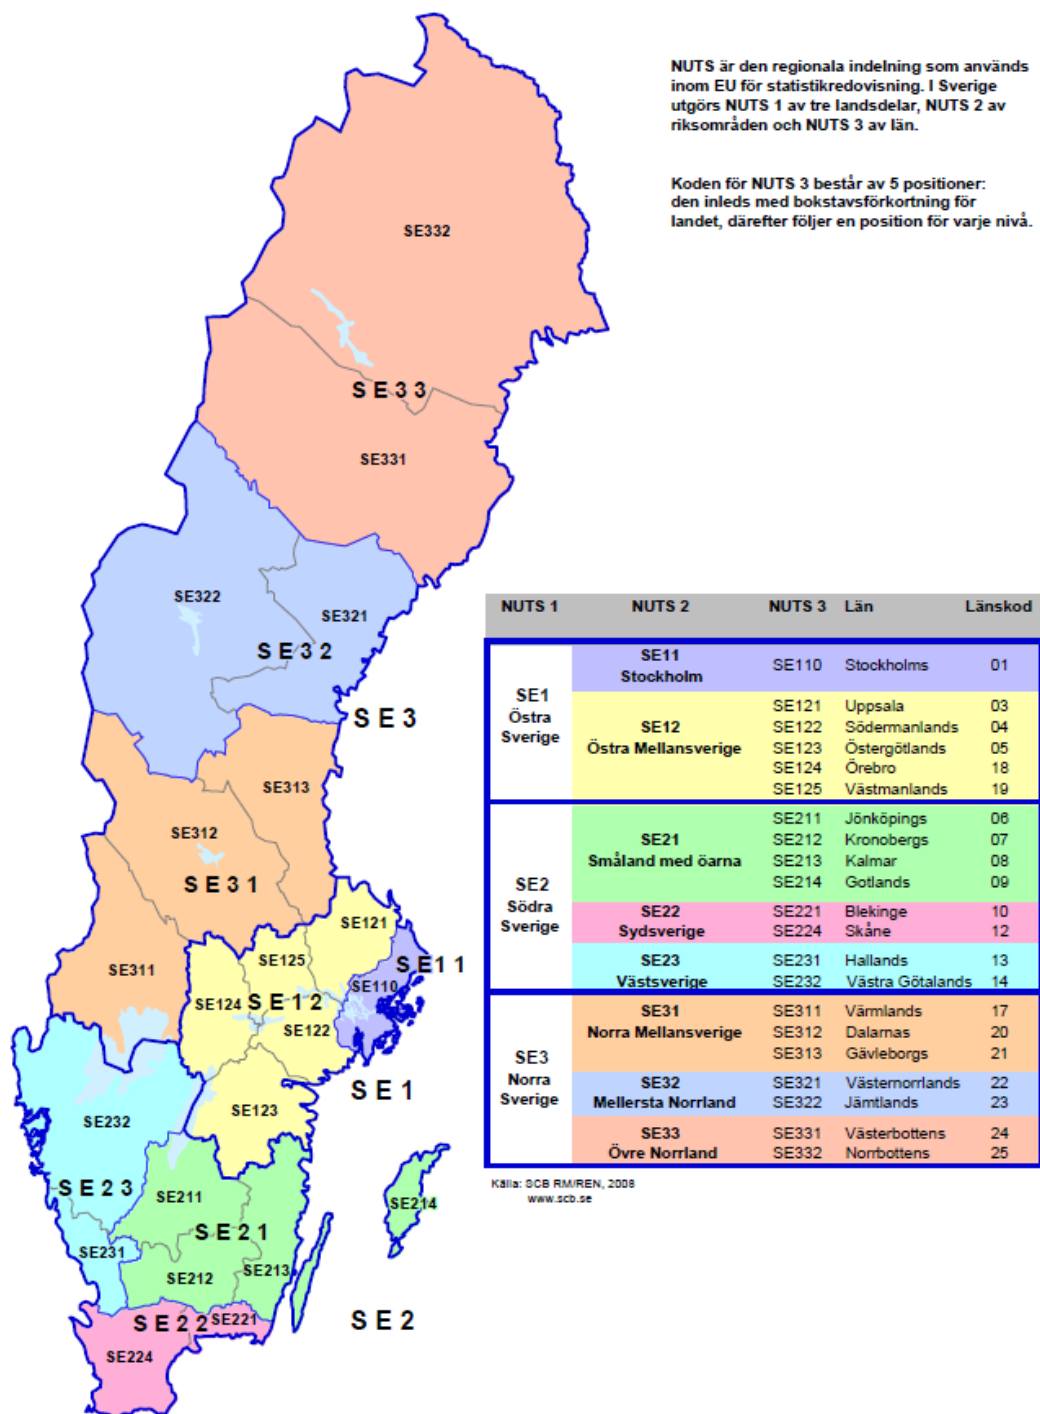 NUTS är den regionala indelning som används
inom EU för statistikredovisning. I Sverige
utgörs NUTS 1 av tre landsdelar, NUTS 2 av
riksområden och NUTS 3 av län.
Koden för NUTS 3 består av 5 positioner:
den inleds med bokstavsförkortning för
landet, därefter följer en position för varje nivå.
SE332
SE33
SE331
SE322
SE321
SE32
SE3
SE313
SE312
SE31
SE311
SE121
SE125
SE11
SE110
SE124
SE12
SE122
SE1
SE123
SE232
SE23
SE211
SE214
SE21
SE231
SE212
SE213
SE22
SE221
SE2
SE224
NUTS 1 NUTS 2 NUTS 3 Län Länskod
SE1
Östra
Sverige
SE11
Stockholm
SE110 Stockholms 01
SE12
Östra Mellansverige
SE121 Uppsala 03
SE122 Södermanlands 04
SE123 Östergötlands 05
SE124 Örebro 18
SE125 Västmanlands 19
SE2
Södra
Sverige
SE21
Småland med öarna
SE211 Jönköpings 06
SE212 Kronobergs 07
SE213 Kalmar 08
SE214 Gotlands 09
SE22
Sydsverige
SE221 Blekinge 10
SE224 Skåne 12
SE23
Västsverige
SE231 Hallands 13
SE232 Västra Götalands 14
SE3
Norra
Sverige
SE31
Norra Mellansverige
SE311 Värmlands 17
SE312 Dalarnas 20
SE313 Gävleborgs 21
SE32
Mellersta Norrland
SE321 Västernorrlands 22
SE322 Jämtlands 23
SE33
Övre Norrland
SE331 Västerbottens 24
SE332 Norrbottens 25
Källa: SCB RM/REN, 2008
www.scb.se